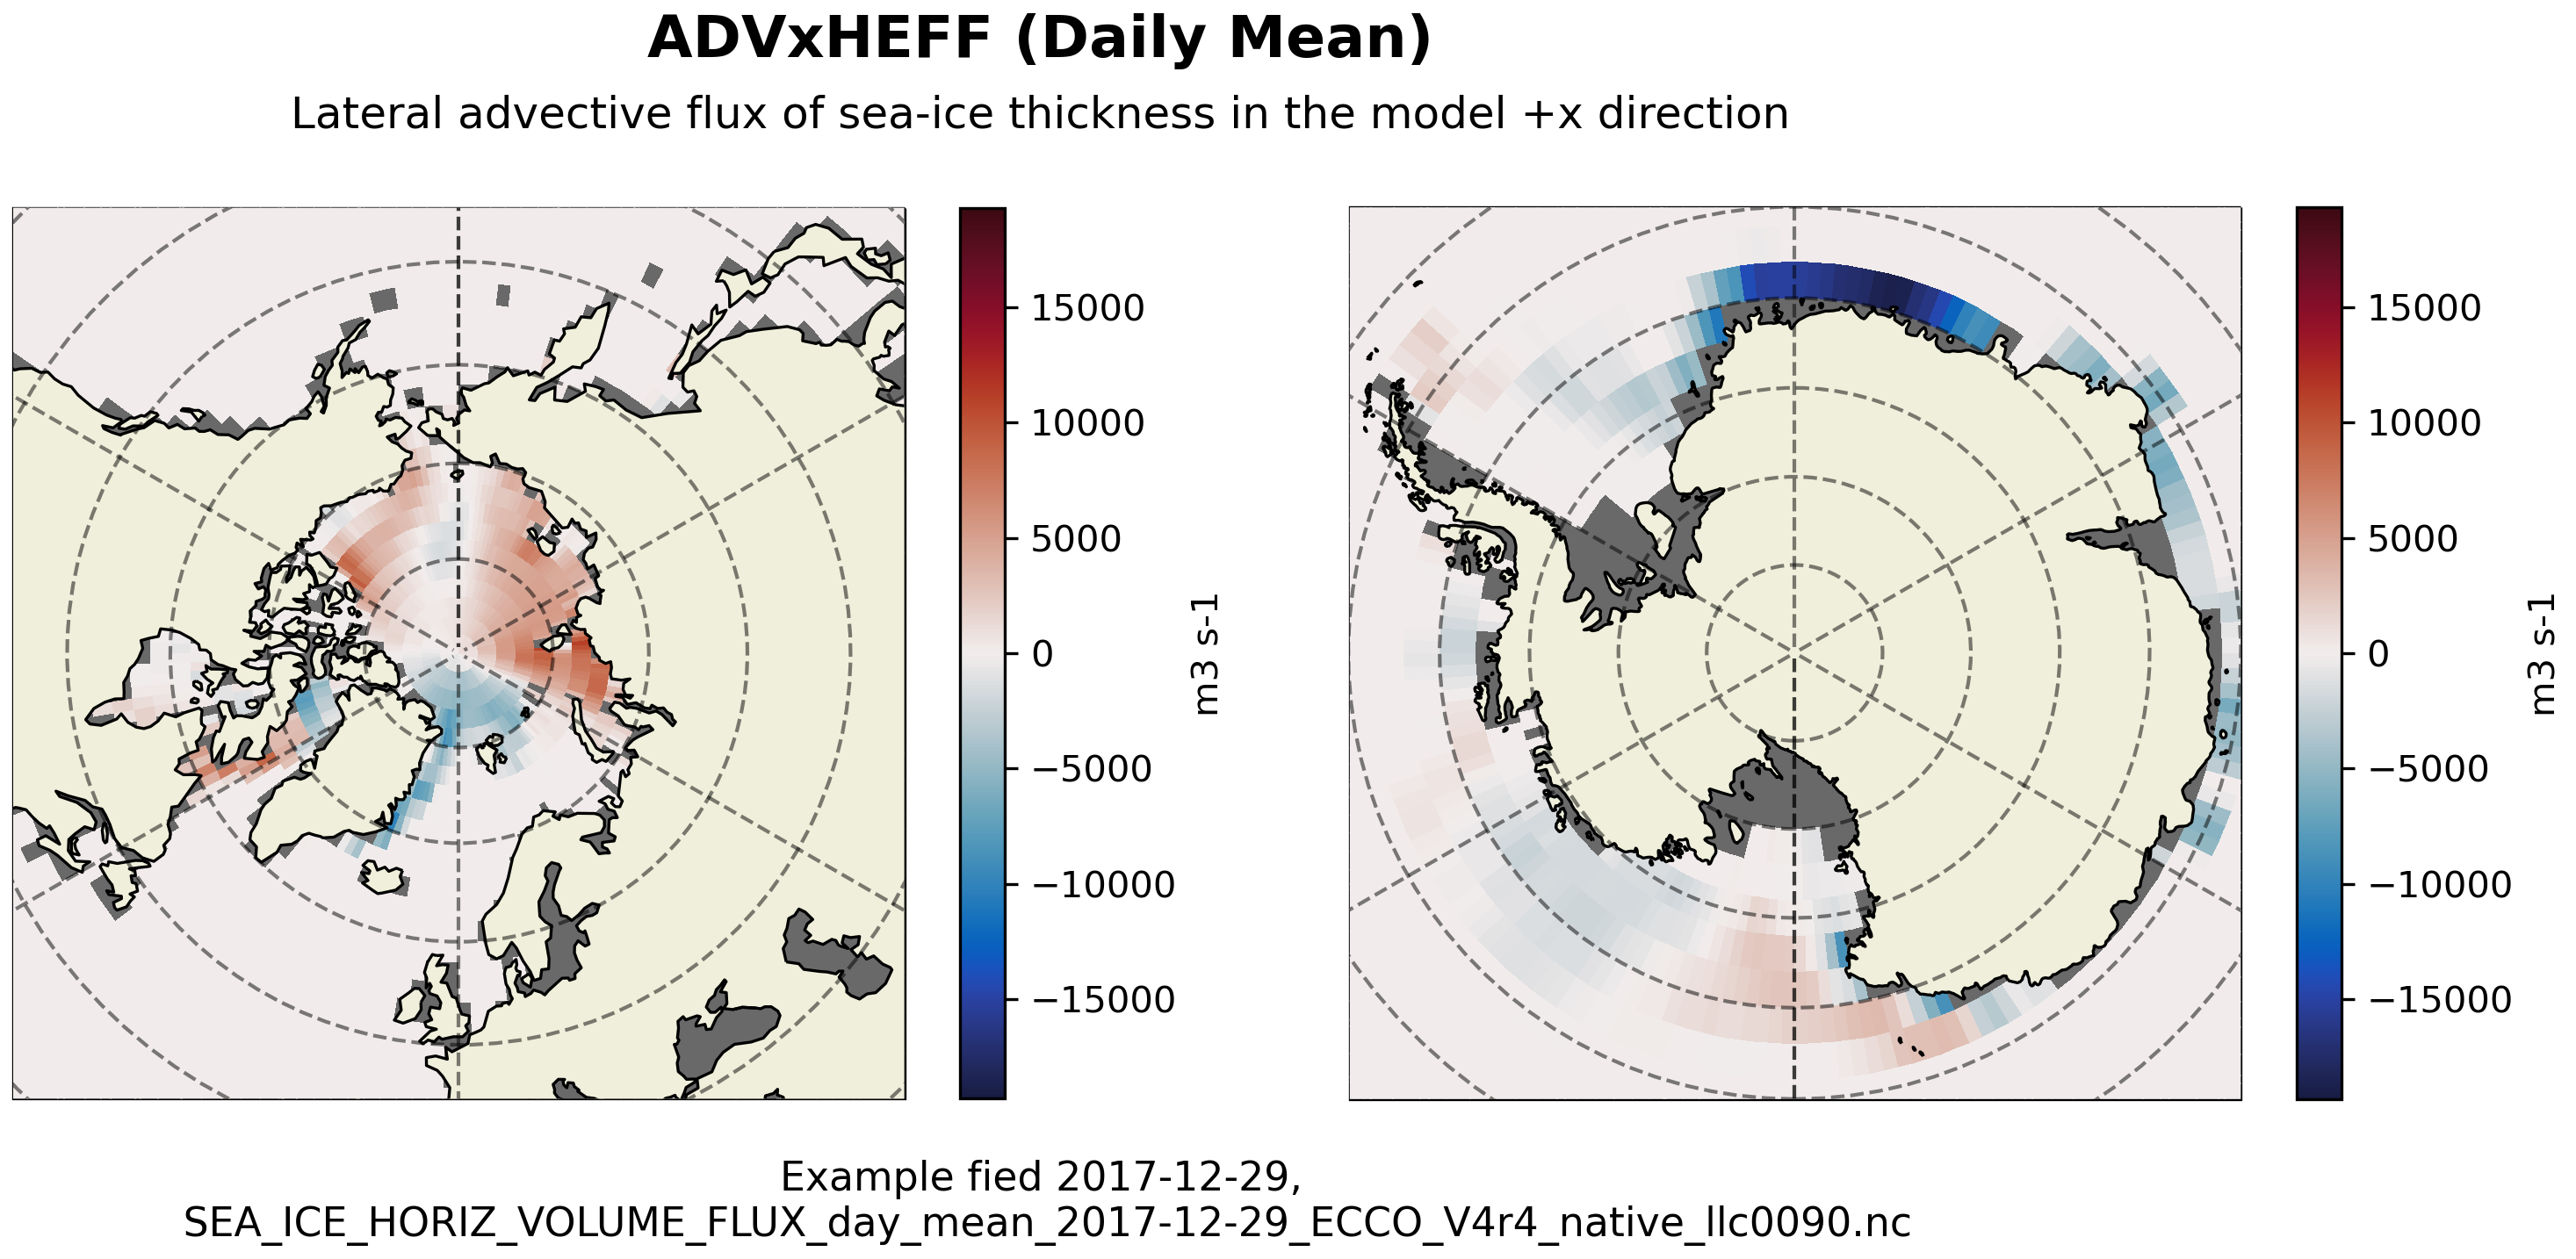 ADVxHEFF (Daily Mean)
Lateral advective flux of sea-ice thickness in the model +x direction
15000
10000
5000
0
−5000
−10000
−15000
m3 s-1
15000
10000
5000
0
−5000
−10000
−15000
m3 s-1
Example fied 2017-12-29,
SEA_ICE_HORIZ_VOLUME_FLUX_day_mean_2017-12-29_ECCO_V4r4_native_llc0090.nc